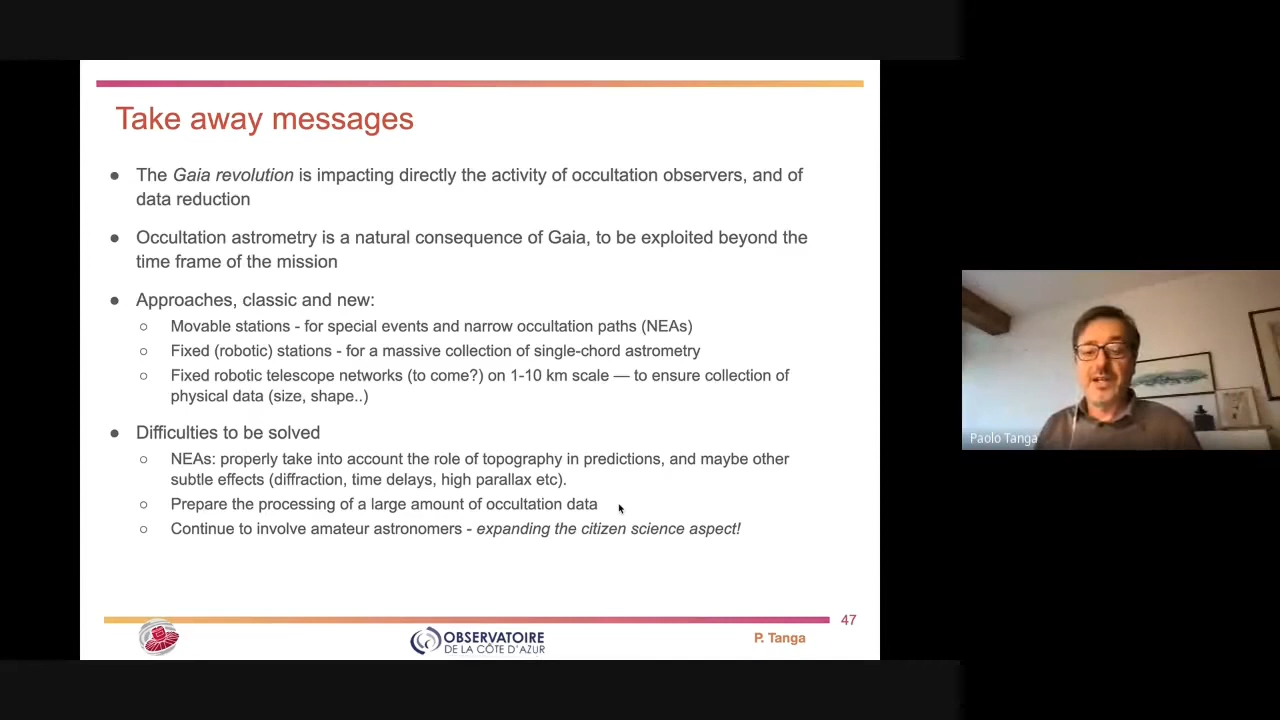 Take away messages
● The Gaia revolution is impacting directly the activity of occultation observers, and of
data reduction
● Occultation astrometry is a natural consequence of Gaia, to be exploited beyond the
time frame of the mission
● Approaches, classic and new:
○ Movable stations - for special events and narrow occultation paths (NEAs)
○ Fixed (robotic) stations - for a massive collection of single-chord astrometry
○ Fixed robotic telescope networks (to come?) on 1-10 km scale — to ensure collection of
physical data (size, shape..)
● Difficulties to be solved
○ NEAs: properly take into account the role of topography in predictions, and maybe other
subtle effects (diffraction, time delays, high parallax etc).
○ Prepare the processing of a large amount of occultation data
○ Continue to involve amateur astronomers - expanding the citizen science aspect!
47
OBSERVATOIRE
DE LA CÔTE D'AZUR
P. Tanga
Paolo Tanga